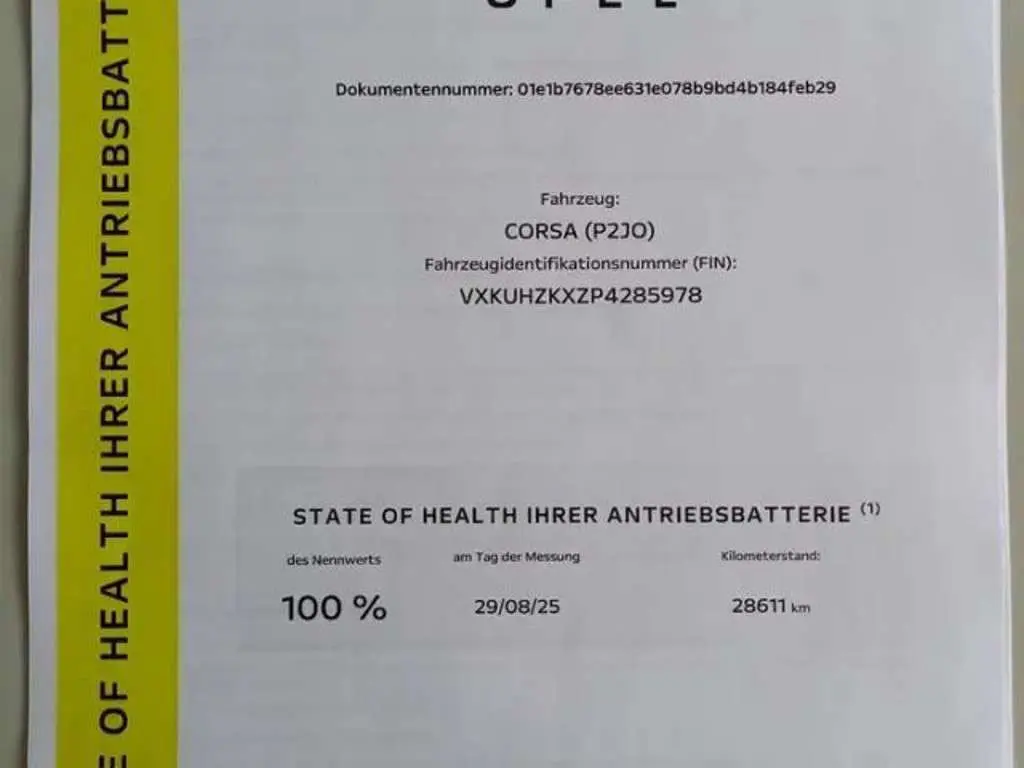 OPEL
Dokumentennummer: 01e1b7678ee631e078b9bd4b184feb29
Fahrzeug:
CORSA (P2JO)
Fahrzeugidentifikationsnummer (FIN):
VXKUHZKXZP4285978
STATE OF HEALTH IHRER ANTRIEBSBATTERIE (1)
des Nennwerts am Tag der Messung Kilometerstand:
100 % 29/08/25 28611 km
E OF HEALTH IHRER ANTRIEBSBATT